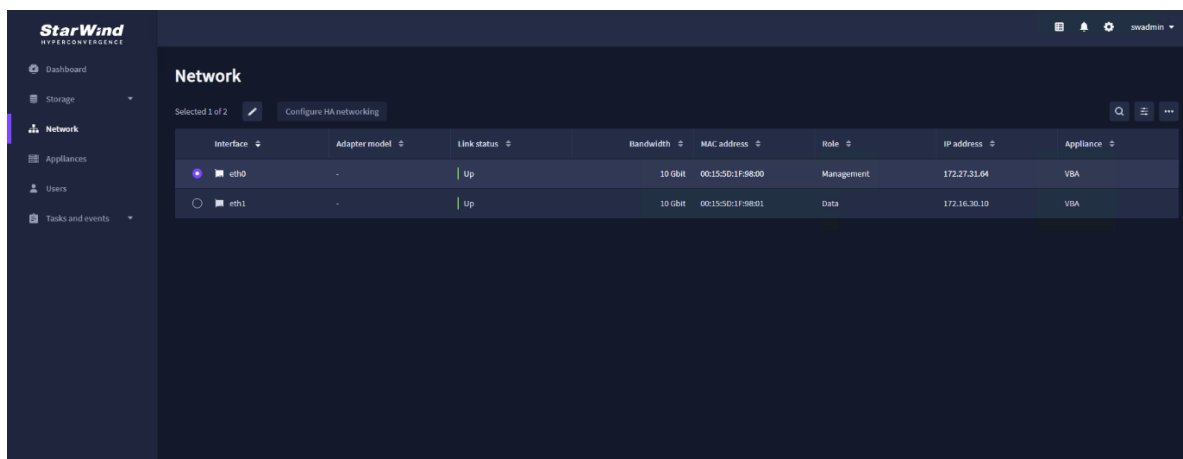 StarWind
HYPERCONVERGENCE
swadmin
Dashboard
Storage
Network
Appliances
Users
Tasks and events
Network
Selected 1 of 2 Configure HA networking
Interface Adapter model Link status Bandwidth MAC address Role IP address Appliance
eth0 - Up 10 Gbit 00:15:5D:1F:98:00 Management 172.27.31.64 VBA
eth1 - Up 10 Gbit 00:15:5D:1F:98:01 Data 172.16.30.10 VBA